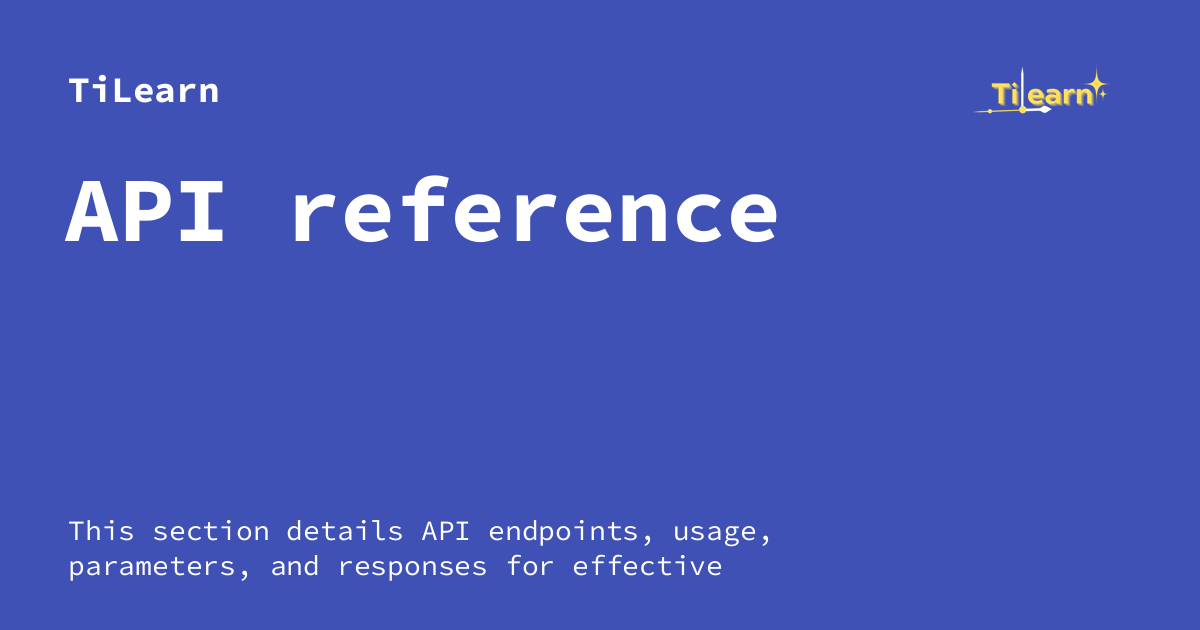 TiLearn
TiLearn
API reference
This section details API endpoints, usage,
parameters, and responses for effective